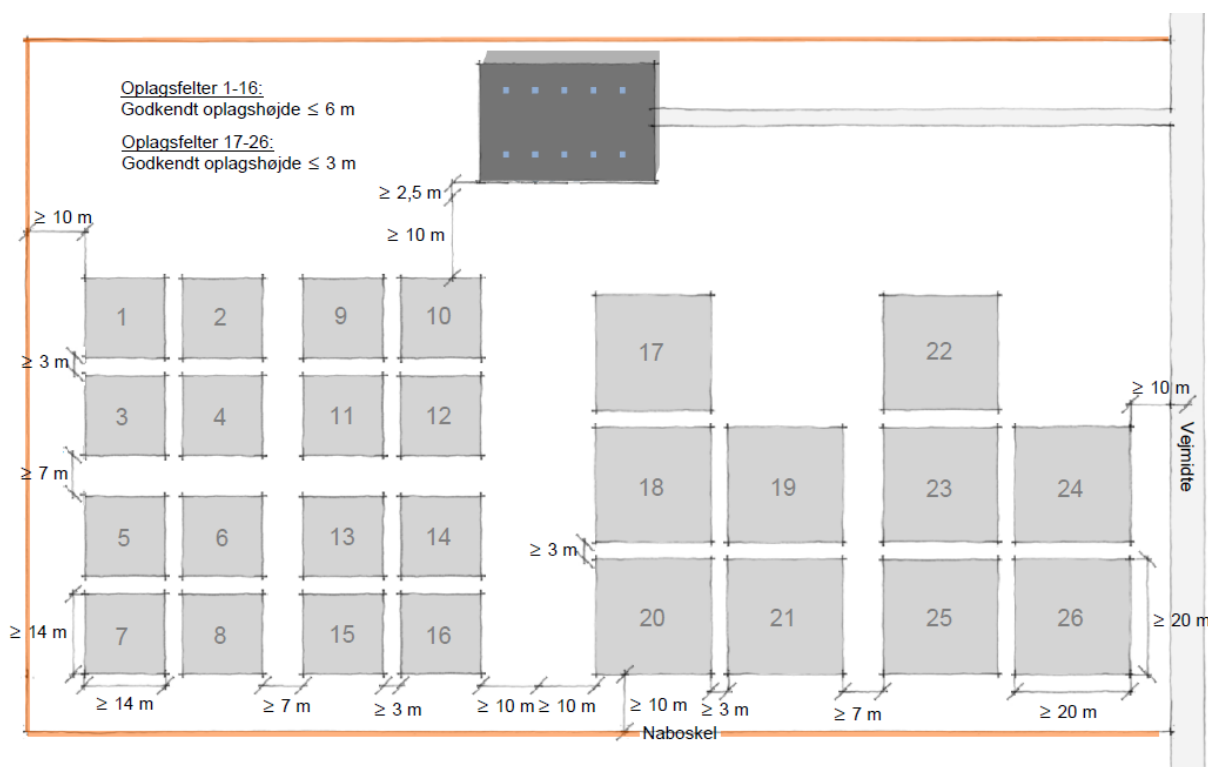 Oplagsfelter 1-16:
Godkendt oplagshøjde ≤ 6 m
Oplagsfelter 17-26:
Godkendt oplagshøjde ≤ 3 m
≥ 2,5 m
≥ 10 m
≥ 10 m
1
2
9
10
17
22
≥ 3 m
≥ 10 m
3
4
11
12
Vejmidte
≥ 7 m
18
19
23
24
5
6
13
14
≥ 3 m
≥ 14 m
7
8
15
16
20
21
25
26
≥ 20 m
≥ 14 m
≥ 7 m
≥ 3 m
≥ 10 m
≥ 10 m
≥ 10 m
≥ 3 m
≥ 7 m
≥ 20 m
Naboskel